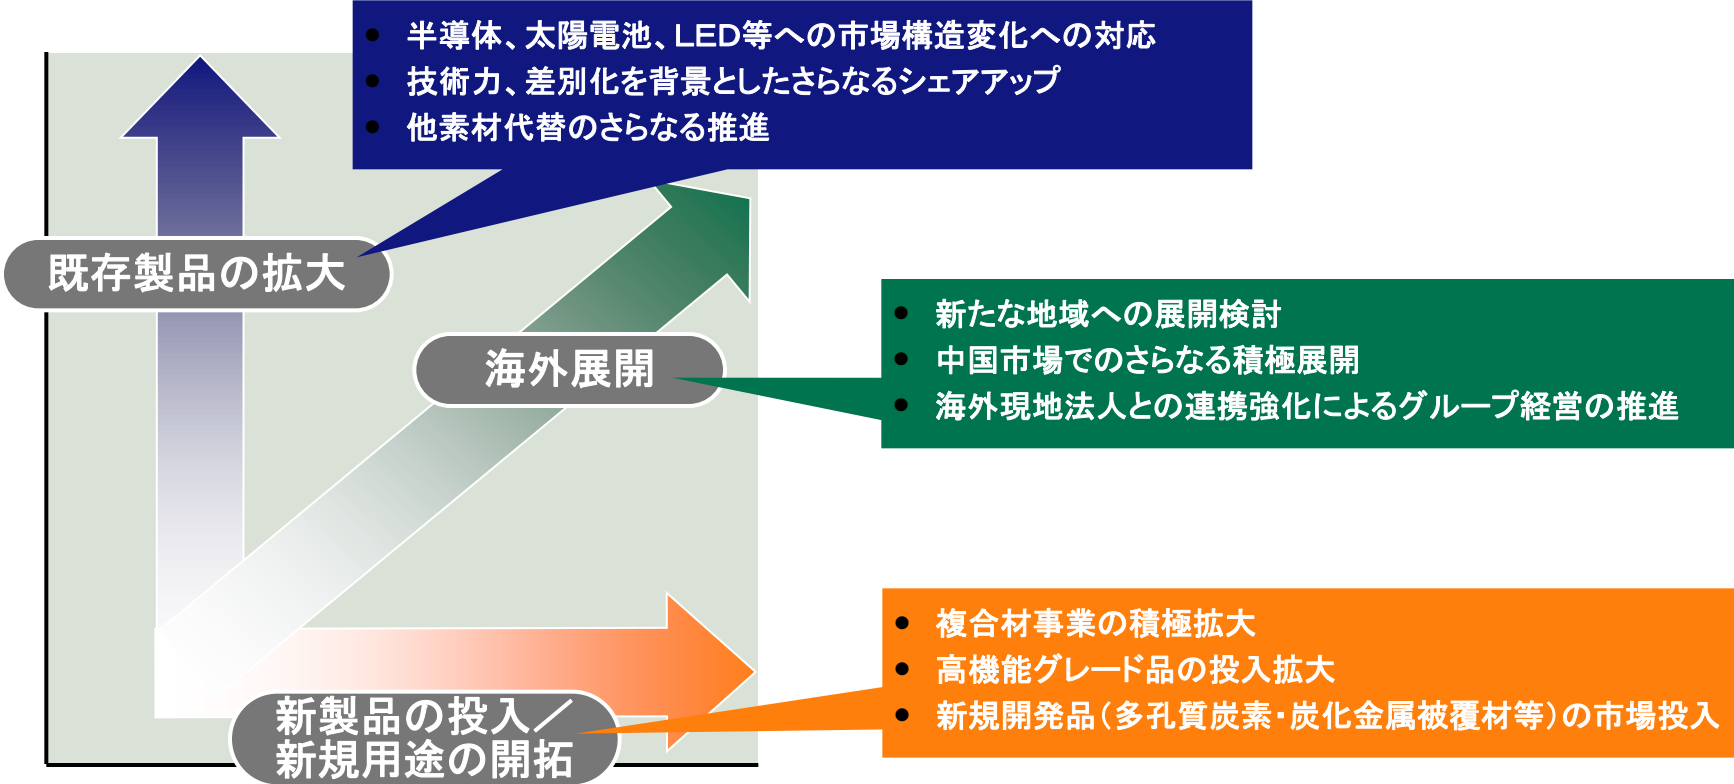 半導体、太陽電池、LED等への市場構造変化への対応
技術力、差別化を背景としたさらなるシェアアップ
他素材代替のさらなる推進
既存製品の拡大
海外展開
新たな地域への展開検討
中国市場でのさらなる積極展開
海外現地法人との連携強化によるグループ経営の推進
新製品の投入／
新規用途の開拓
複合材事業の積極拡大
高機能グレード品の投入拡大
新規開発品（多孔質炭素・炭化金属被覆材等）の市場投入